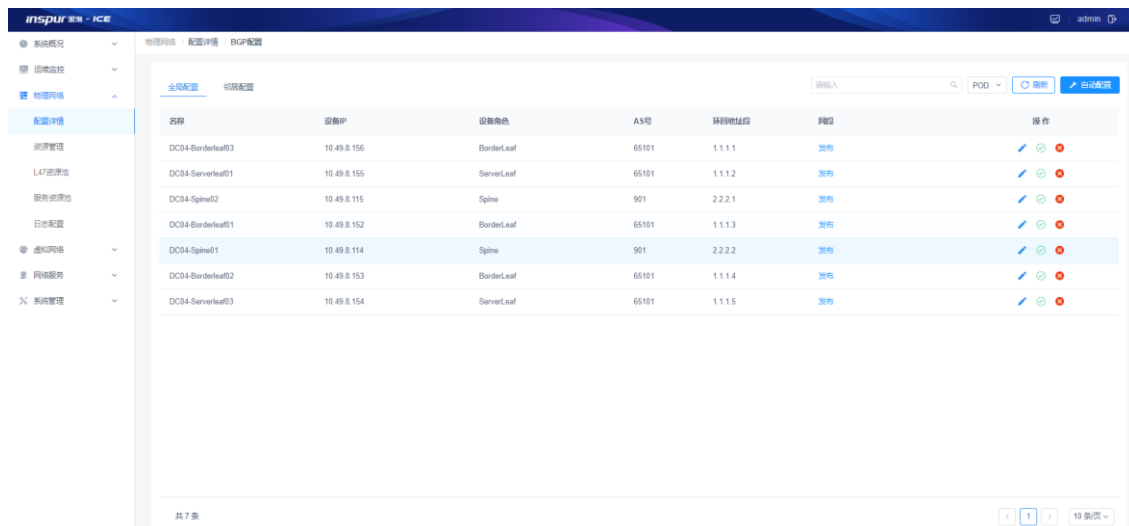 inspur 浪潮 - ICE
admin
系统概况
运维监控
物理网络
配置详情
资源管理
L47资源池
服务资源池
日志配置
虚拟网络
网络服务
系统管理
物理网络 / 配置详情 / BGP配置
全局配置 邻居配置 请输入 POD 刷新 自动配置
名称 设备IP 设备角色 AS号 环回地址段 网段 操作
DC04-Borderleaf03 10.49.8.156 BorderLeaf 65101 1.1.1.1 发布
DC04-Serverleaf01 10.49.8.155 ServerLeaf 65101 1.1.1.2 发布
DC04-Spine02 10.49.8.115 Spine 901 2.2.2.1 发布
DC04-Borderleaf01 10.49.8.152 BorderLeaf 65101 1.1.1.3 发布
DC04-Spine01 10.49.8.114 Spine 901 2.2.2.2 发布
DC04-Borderleaf02 10.49.8.153 BorderLeaf 65101 1.1.1.4 发布
DC04-Serverleaf03 10.49.8.154 ServerLeaf 65101 1.1.1.5 发布
共 7 条 1 10 条/页